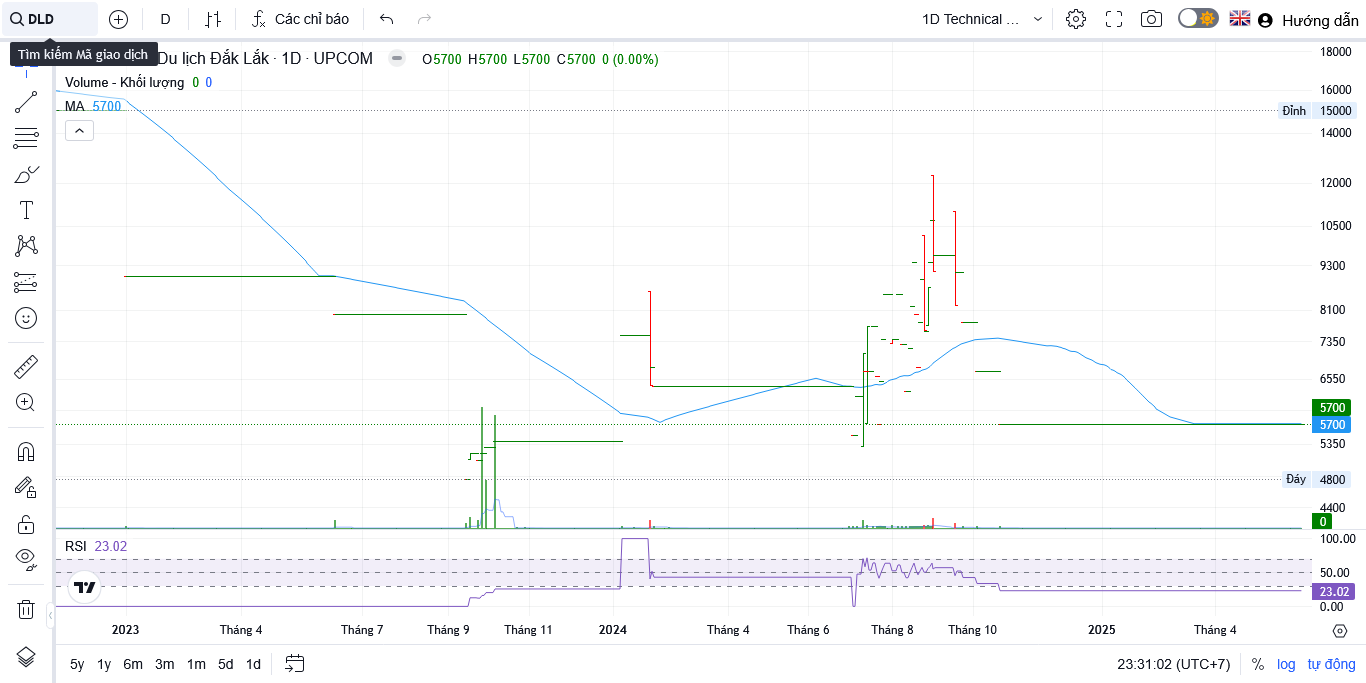 DLD D Các chỉ báo 1D Technical ... Hướng dẫn
Tìm kiếm Mã giao dịch
Du lịch Đắk Lắk · 1D · UPCOM O5700 H5700 L5700 C5700 0 (0.00%)
Volume - Khối lượng 0 0
MA 5700
18000
16000
Đỉnh 15000
14000
12000
10500
9300
8100
7350
6550
5700
5700
5350
Đáy 4800
4400
0
RSI 23.02
100.00
50.00
23.02
0.00
2023 Tháng 4 Tháng 7 Tháng 9 Tháng 11 2024 Tháng 4 Tháng 6 Tháng 8 Tháng 10 2025 Tháng 4
5y 1y 6m 3m 1m 5d 1d 23:31:02 (UTC+7) % log tự động